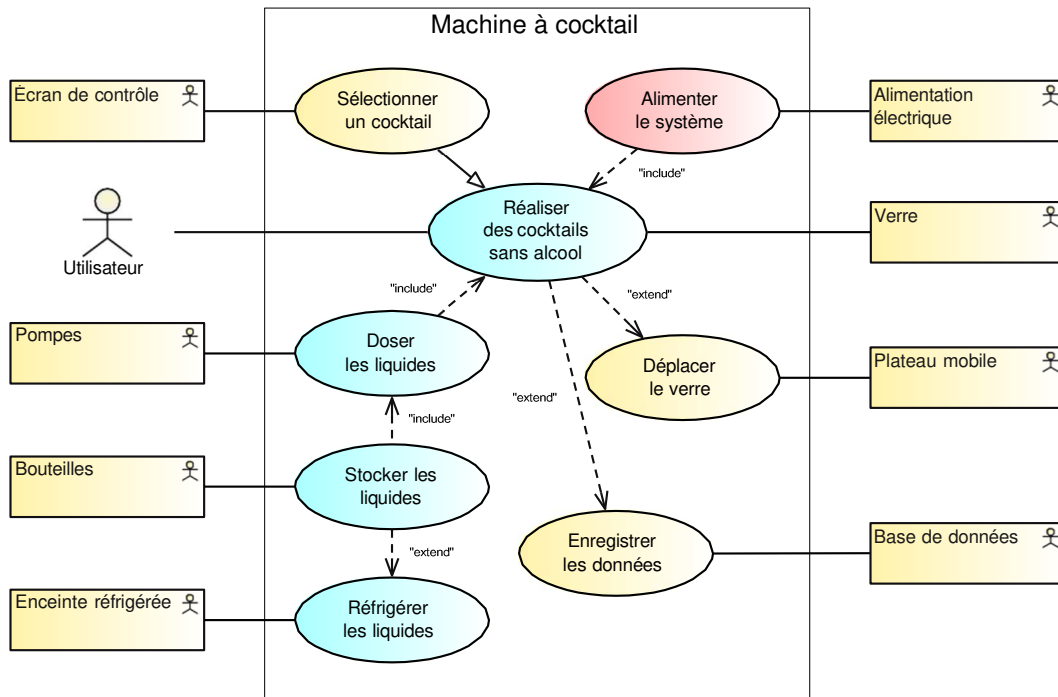 Machine à cocktail
Écran de contrôle
Sélectionner
un cocktail
Alimenter
le système
Alimentation
électrique
"include"
Utilisateur
Réaliser
des cocktails
sans alcool
Verre
"include"
"extend"
Pompes
Doser
les liquides
Déplacer
le verre
Plateau mobile
"extend"
"include"
Bouteilles
Stocker les
liquides
Enregistrer
les données
Base de données
"extend"
Enceinte réfrigérée
Réfrigérer
les liquides